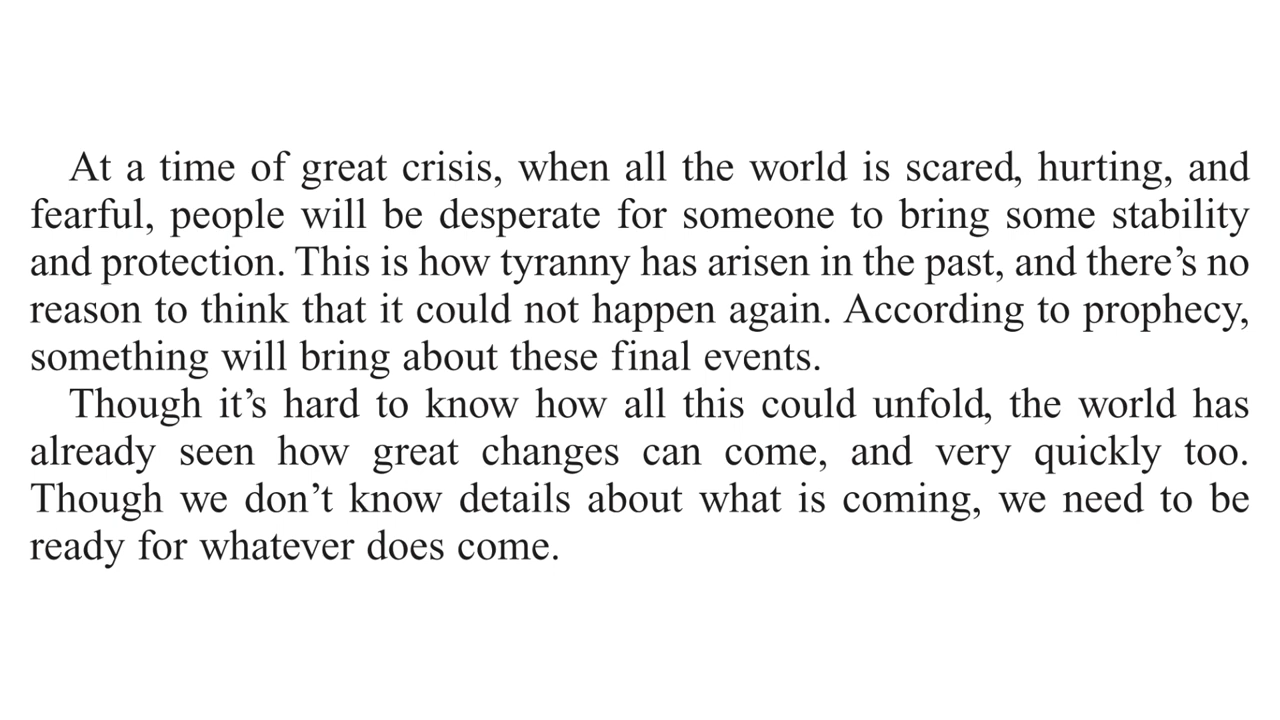 At a time of great crisis, when all the world is scared, hurting, and
fearful, people will be desperate for someone to bring some stability
and protection. This is how tyranny has arisen in the past, and there’s no
reason to think that it could not happen again. According to prophecy,
something will bring about these final events.
Though it’s hard to know how all this could unfold, the world has
already seen how great changes can come, and very quickly too.
Though we don’t know details about what is coming, we need to be
ready for whatever does come.